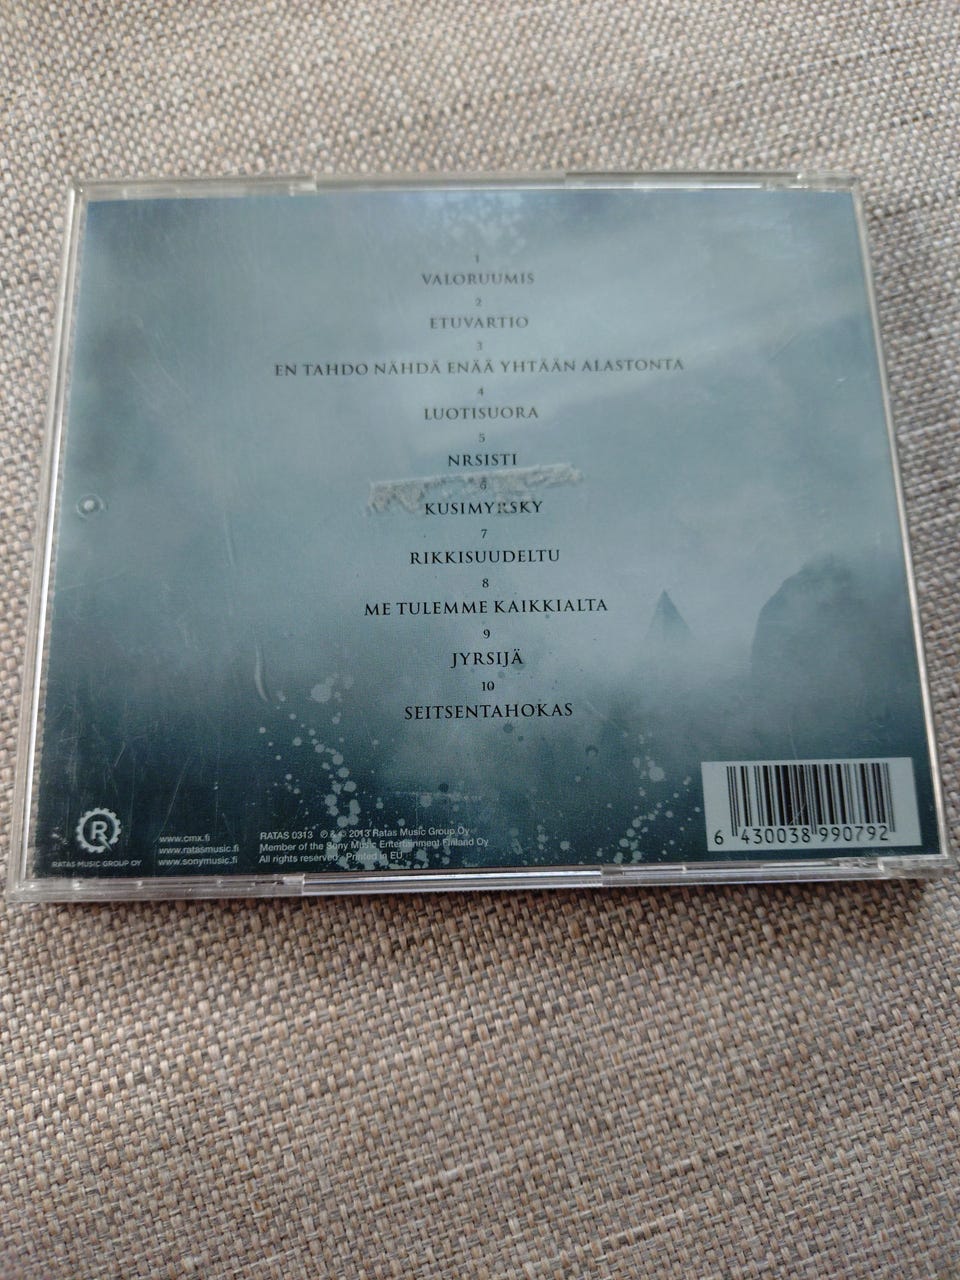 1
VALORUUMIS
2
ETUVARTIO
3
EN TAHDO NÄHDÄ ENÄÄ YHTÄÄN ALASTONTA
4
LUOTISUORA
5
NRSISTI
6
KUSIMYRSKY
7
RIKKISUUDELTU
8
ME TULEMME KAIKKIALTA
9
JYRSIJÄ
10
SEITSENTAHOKAS
R
RATAS MUSIC GROUP OY
www.cmx.fi
www.ratasmusic.fi
www.sonymusic.fi
RATAS 0313 ℗ & © 2013 Ratas Music Group Oy
Member of the Sony Music Entertainment Finland Oy
All rights reserved. Printed in EU
6 430038 990792